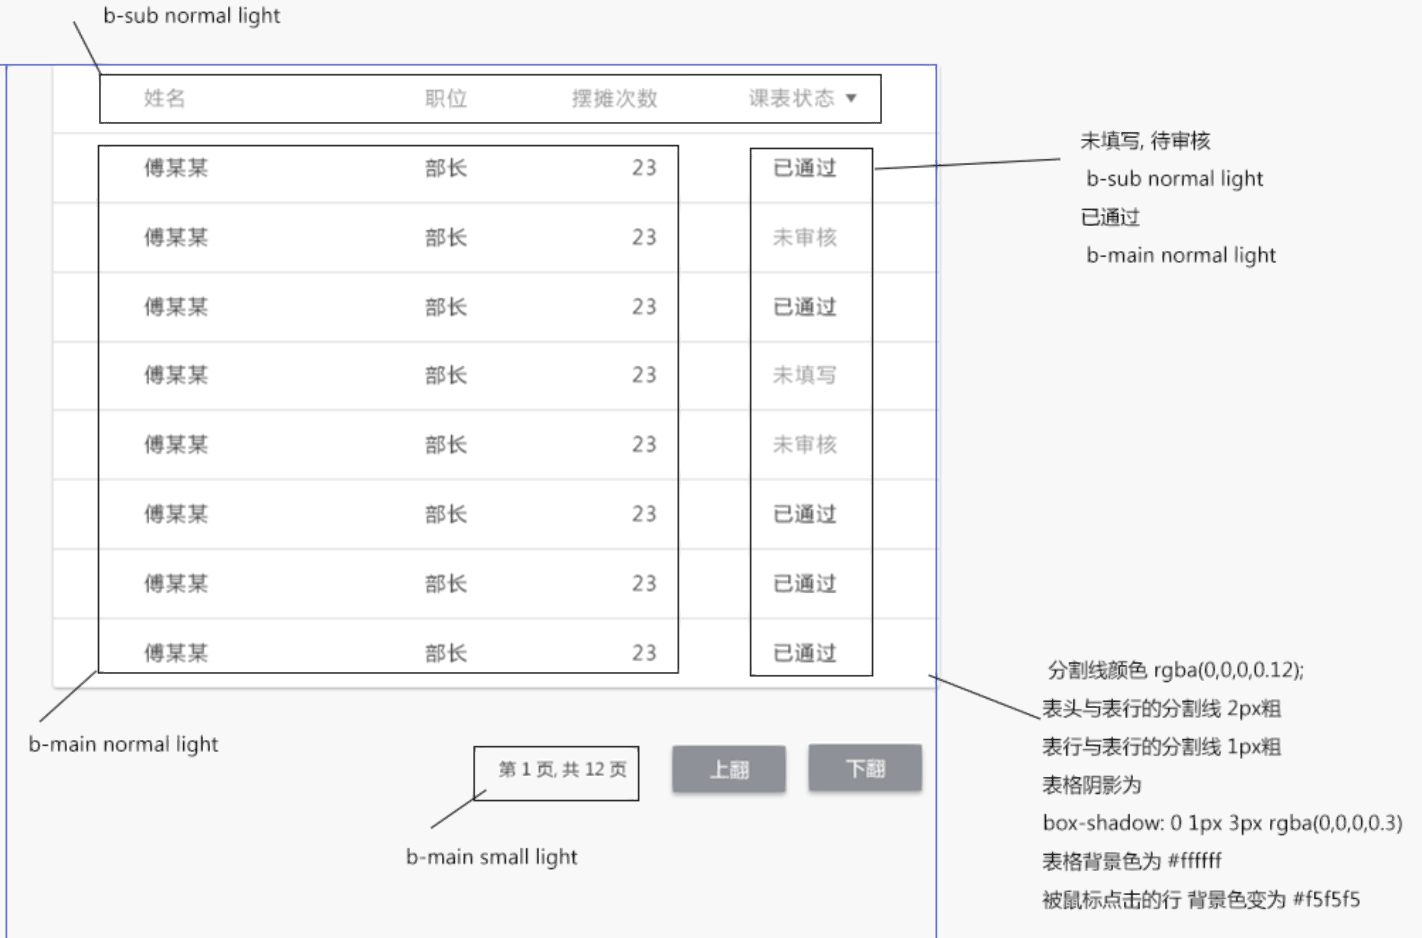 b-sub normal light
姓名 职位 摆摊次数 课表状态
傅某某 部长 23 已通过
傅某某 部长 23 未审核
傅某某 部长 23 已通过
傅某某 部长 23 未填写
傅某某 部长 23 未审核
傅某某 部长 23 已通过
傅某某 部长 23 已通过
傅某某 部长 23 已通过
未填写, 待审核
b-sub normal light
已通过
b-main normal light
b-main normal light
第 1 页, 共 12 页
上翻
下翻
b-main small light
分割线颜色 rgba(0,0,0,0.12);
表头与表行的分割线 2px粗
表行与表行的分割线 1px粗
表格阴影为
box-shadow: 0 1px 3px rgba(0,0,0,0.3)
表格背景色为 #ffffff
被鼠标点击的行 背景色变为 #f5f5f5